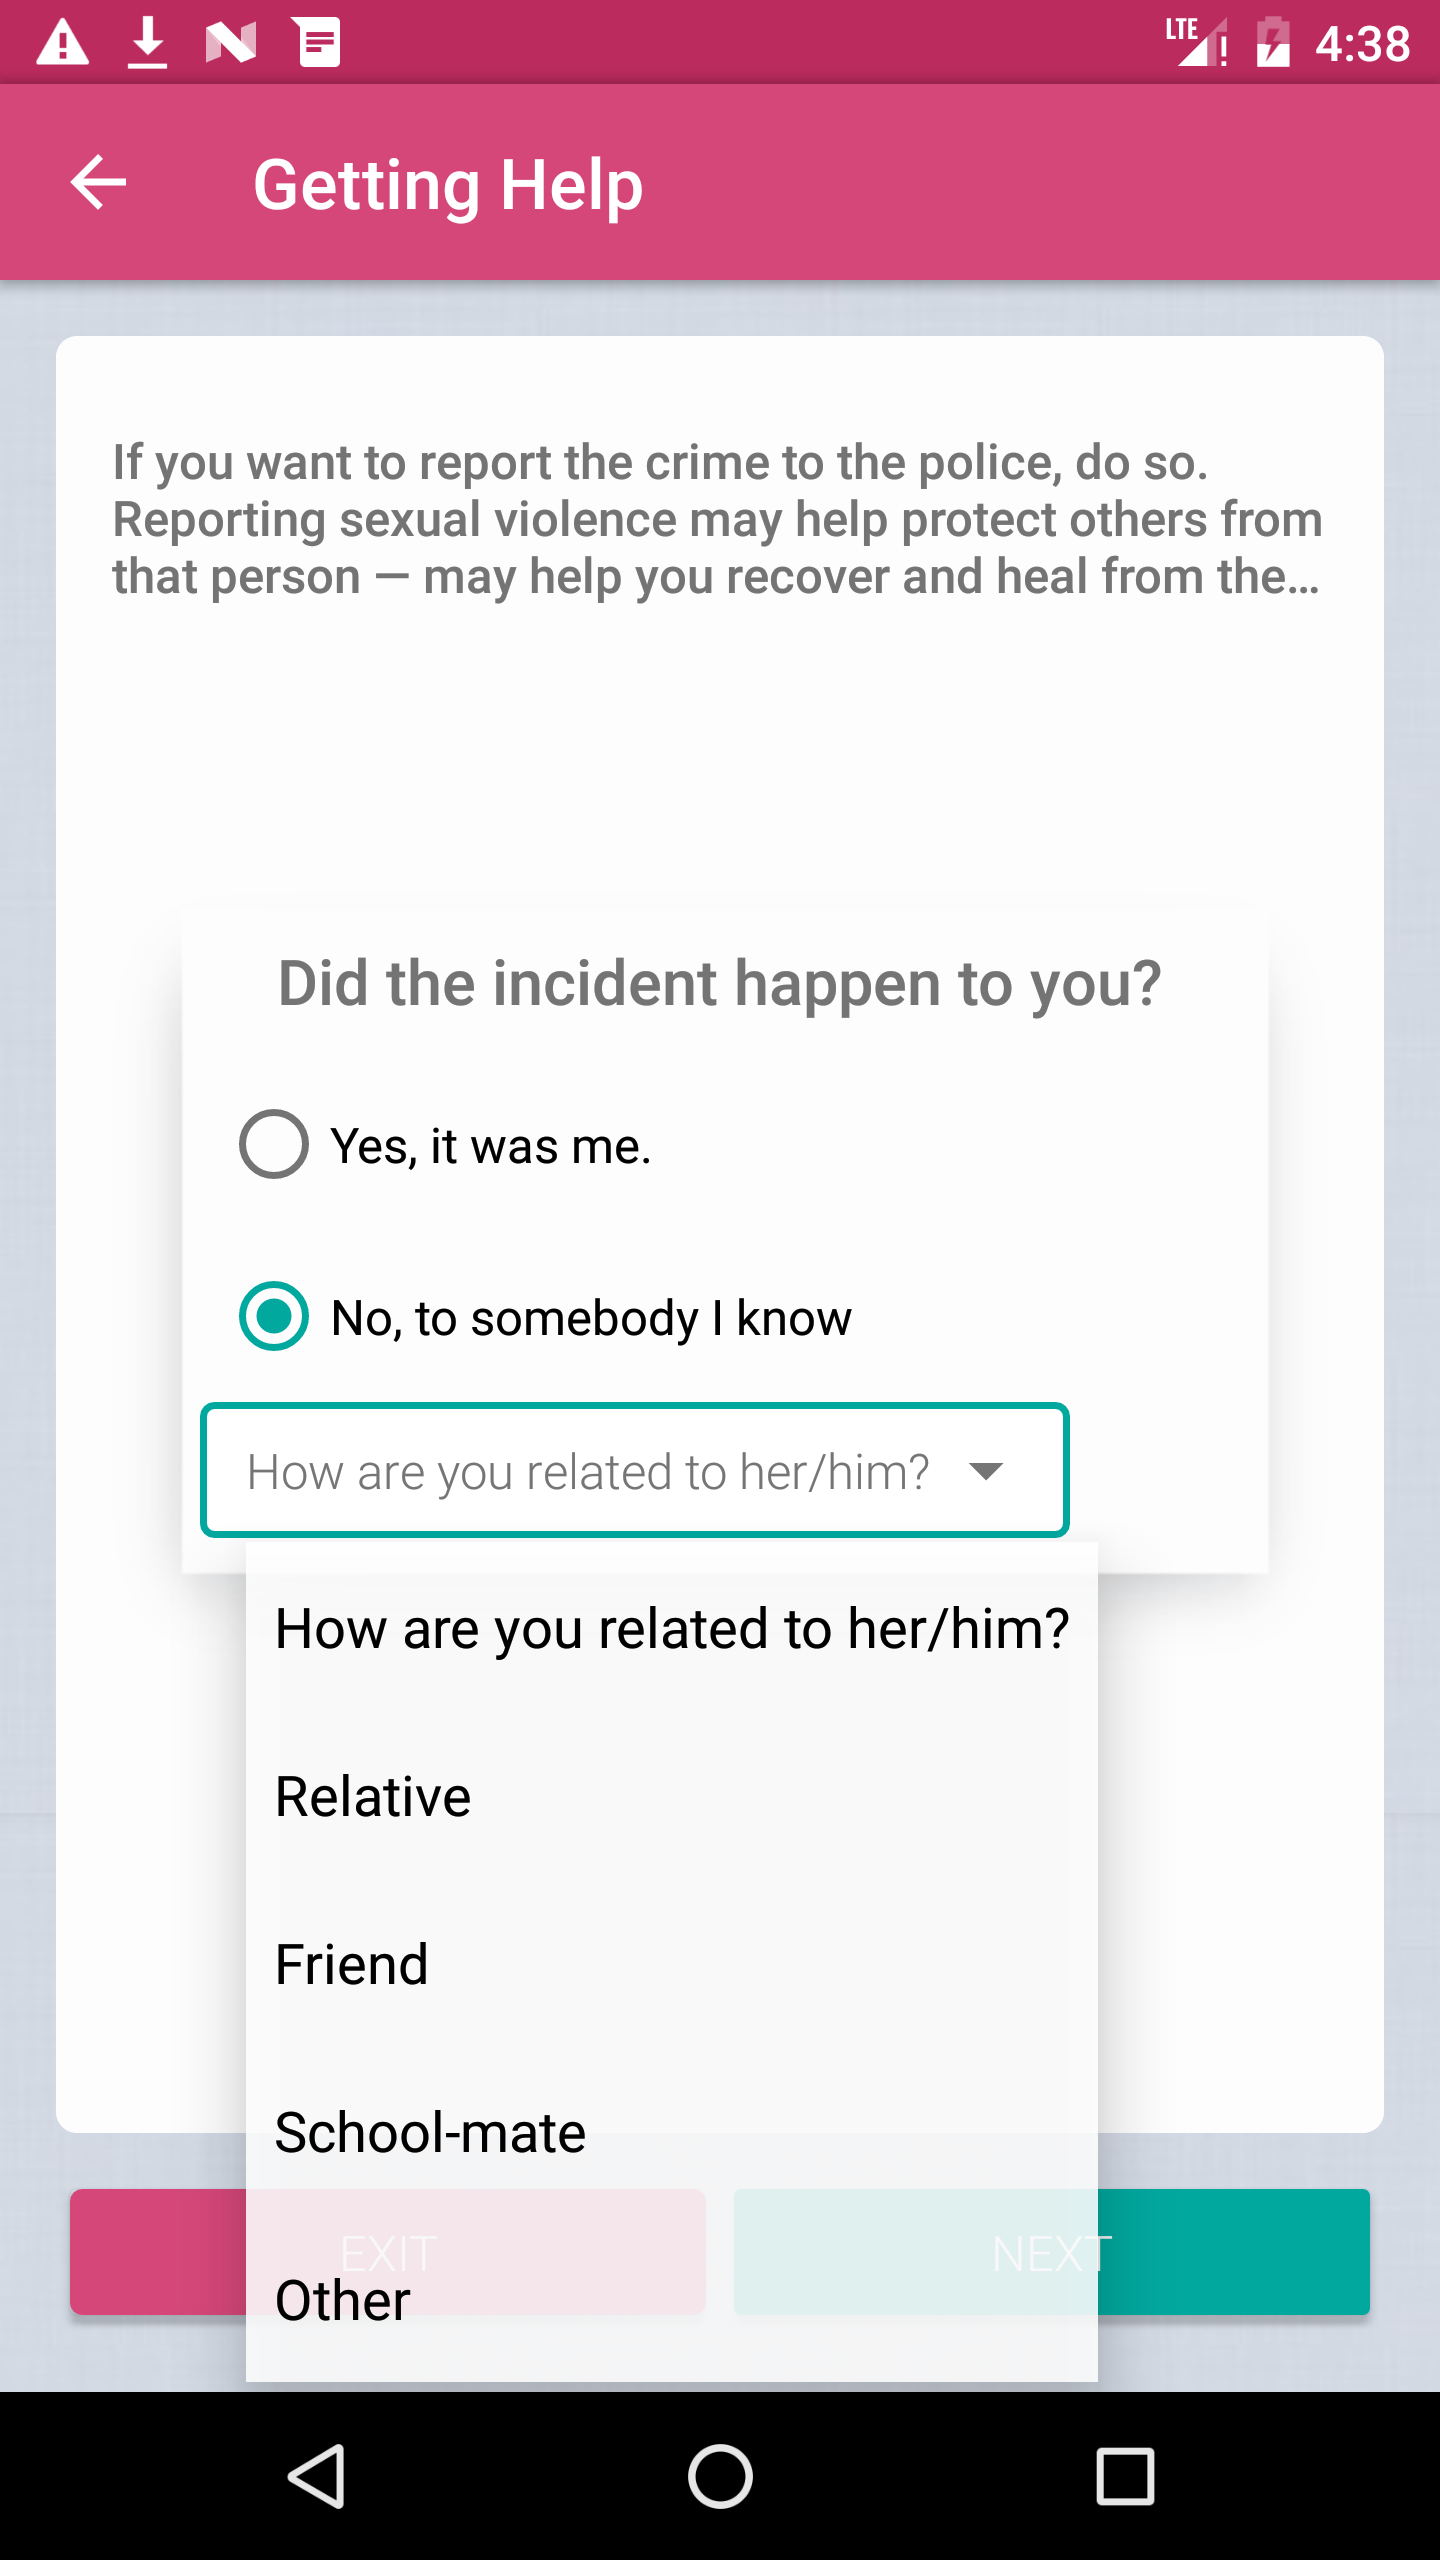 LTE 4:38
Getting Help
If you want to report the crime to the police, do so.
Reporting sexual violence may help protect others from
that person — may help you recover and heal from the…
Did the incident happen to you?
Yes, it was me.
No, to somebody I know
How are you related to her/him?
How are you related to her/him?
Relative
Friend
School-mate
EXIT NEXT
Other